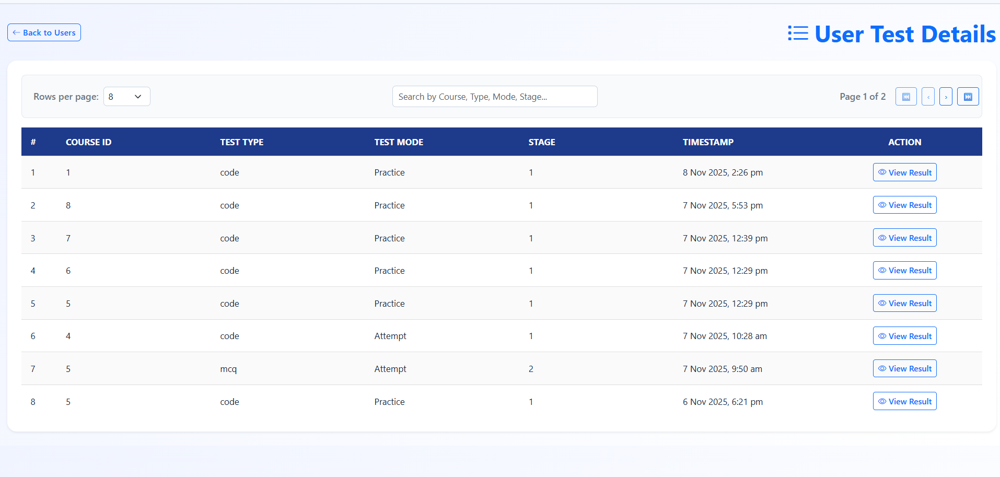 ← Back to Users
User Test Details
Rows per page: 8
Search by Course, Type, Mode, Stage...
Page 1 of 2 ⏮ ‹ › ⏭
# COURSE ID TEST TYPE TEST MODE STAGE TIMESTAMP ACTION
1 1 code Practice 1 8 Nov 2025, 2:26 pm View Result
2 8 code Practice 1 7 Nov 2025, 5:53 pm View Result
3 7 code Practice 1 7 Nov 2025, 12:39 pm View Result
4 6 code Practice 1 7 Nov 2025, 12:29 pm View Result
5 5 code Practice 1 7 Nov 2025, 12:29 pm View Result
6 4 code Attempt 1 7 Nov 2025, 10:28 am View Result
7 5 mcq Attempt 2 7 Nov 2025, 9:50 am View Result
8 5 code Practice 1 6 Nov 2025, 6:21 pm View Result